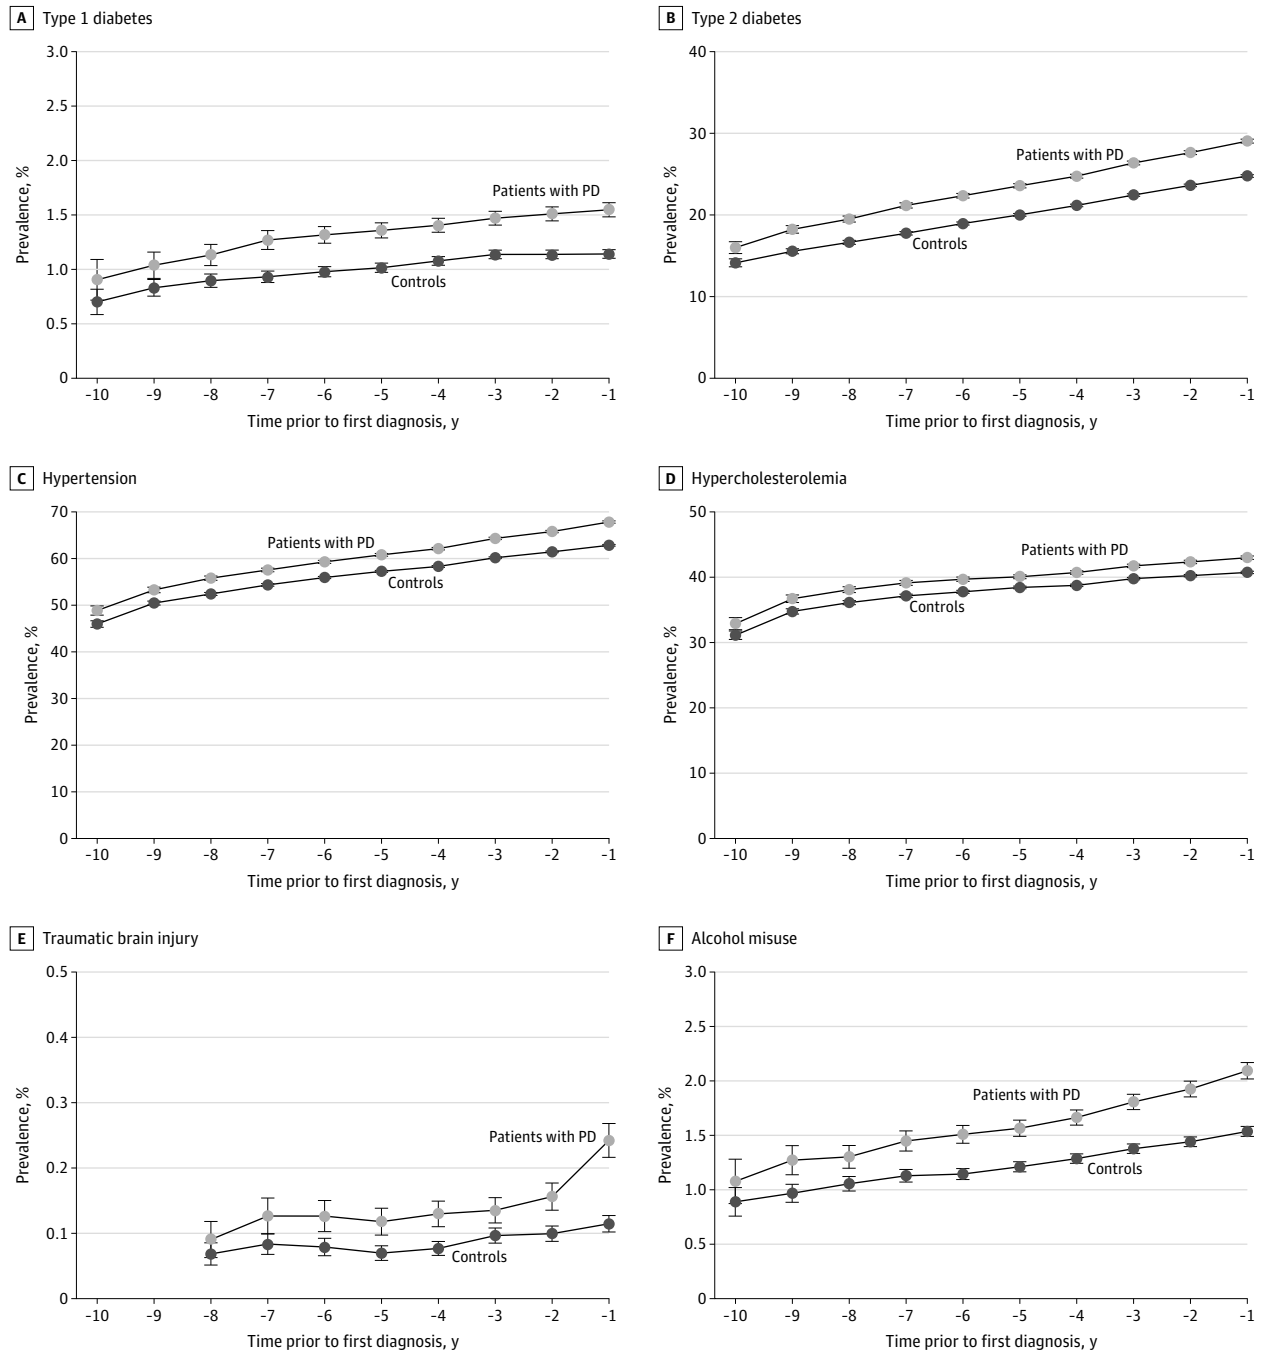 A Type 1 diabetes
3.0
2.5
2.0
1.5
1.0
0.5
0
Prevalence, %
Patients with PD
Controls
-10 -9 -8 -7 -6 -5 -4 -3 -2 -1
Time prior to first diagnosis, y
B Type 2 diabetes
40
30
20
10
0
Prevalence, %
Patients with PD
Controls
-10 -9 -8 -7 -6 -5 -4 -3 -2 -1
Time prior to first diagnosis, y
C Hypertension
70
60
50
40
30
20
10
0
Prevalence, %
Patients with PD
Controls
-10 -9 -8 -7 -6 -5 -4 -3 -2 -1
Time prior to first diagnosis, y
D Hypercholesterolemia
50
40
30
20
10
0
Prevalence, %
Patients with PD
Controls
-10 -9 -8 -7 -6 -5 -4 -3 -2 -1
Time prior to first diagnosis, y
E Traumatic brain injury
0.5
0.4
0.3
0.2
0.1
0
Prevalence, %
Patients with PD
Controls
-10 -9 -8 -7 -6 -5 -4 -3 -2 -1
Time prior to first diagnosis, y
F Alcohol misuse
3.0
2.5
2.0
1.5
1.0
0.5
0
Prevalence, %
Patients with PD
Controls
-10 -9 -8 -7 -6 -5 -4 -3 -2 -1
Time prior to first diagnosis, y